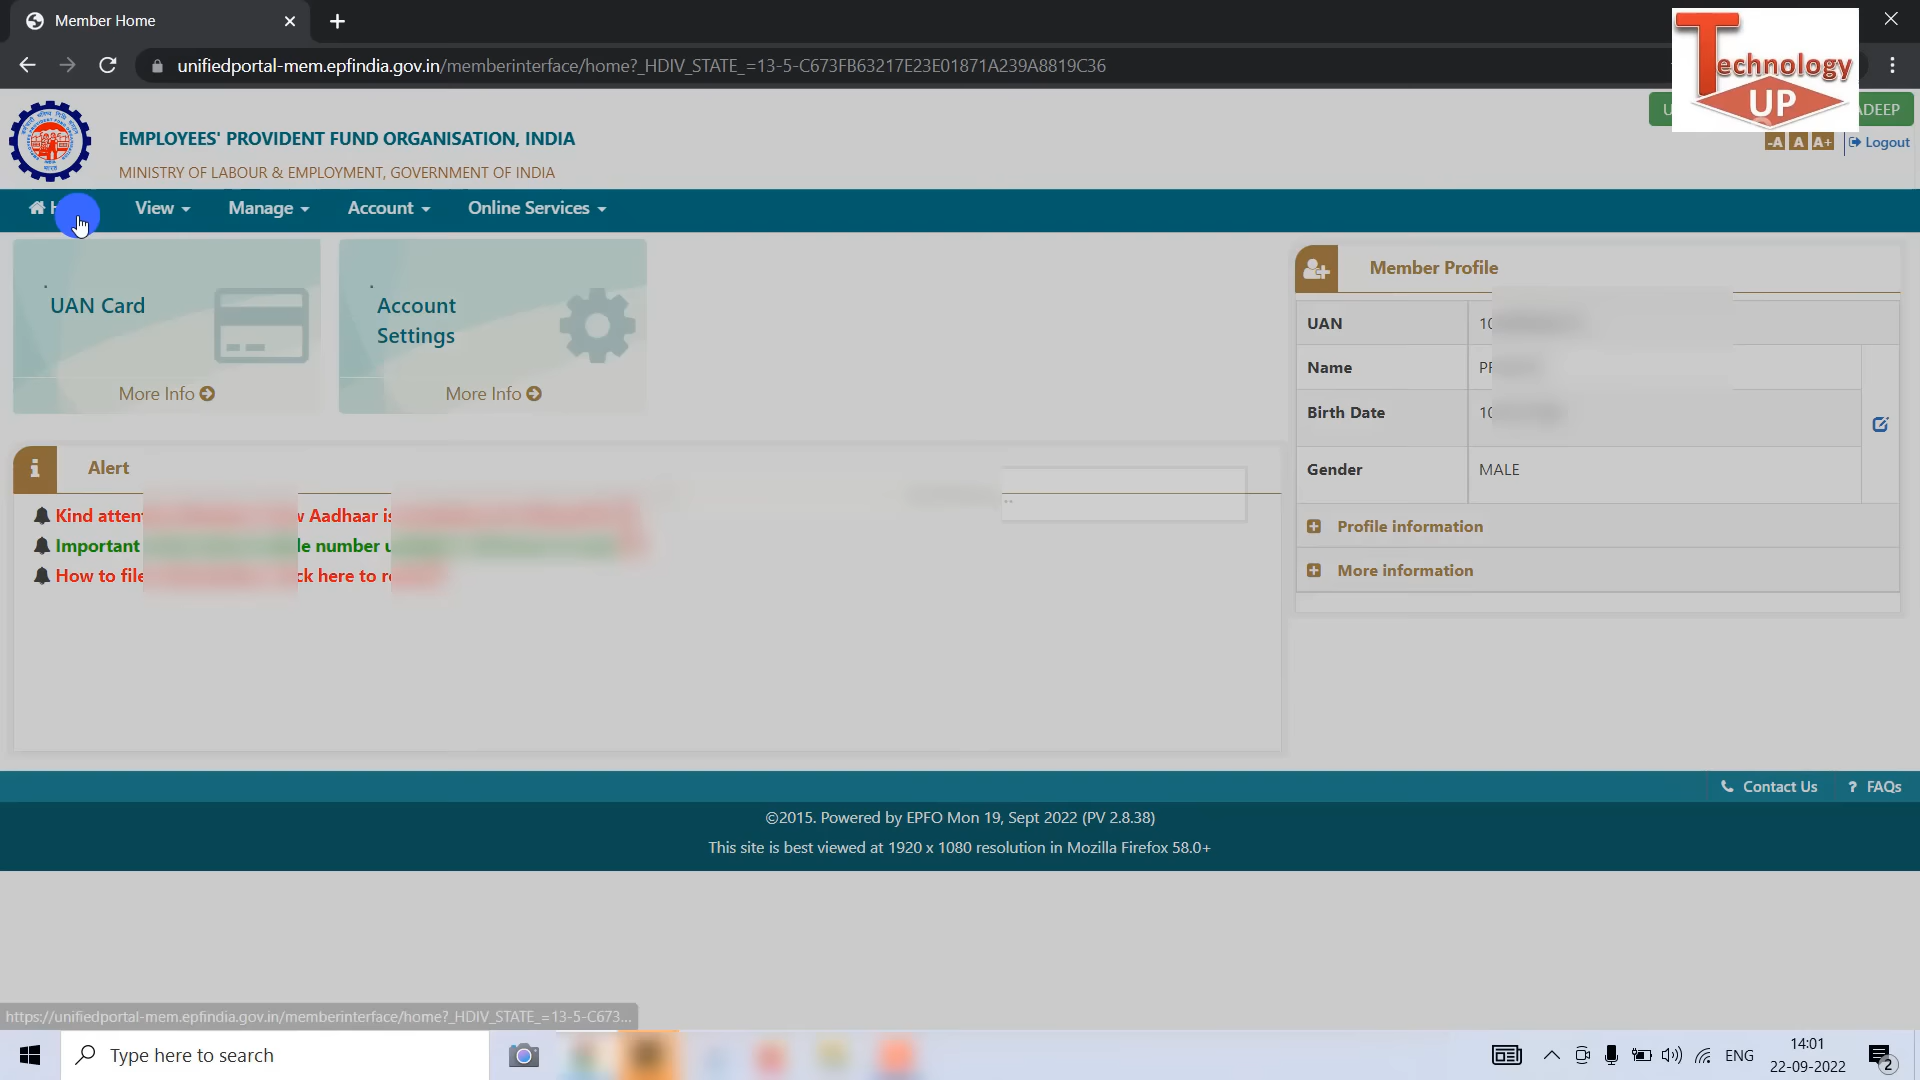 Member Home
unifiedportal-mem.epfindia.gov.in/memberinterface/home?_HDIV_STATE_=13-5-C673FB63217E23E01871A239A8819C36
Technology
UP
EMPLOYEES' PROVIDENT FUND ORGANISATION, INDIA
MINISTRY OF LABOUR & EMPLOYMENT, GOVERNMENT OF INDIA
-A A A+ Logout
View Manage Account Online Services
UAN Card
More Info
Account
Settings
More Info
Member Profile
UAN 10
Name
Birth Date 10
Gender MALE
Profile information
More information
Alert
Kind Aadhaar
Important number
How to file here to
Contact Us ? FAQs
©2015. Powered by EPFO Mon 19, Sept 2022 (PV 2.8.38)
This site is best viewed at 1920 x 1080 resolution in Mozilla Firefox 58.0+
https://unifiedportal-mem.epfindia.gov.in/memberinterface/home?_HDIV_STATE_=13-5-C673...
Type here to search
ENG
14:01
22-09-2022
2